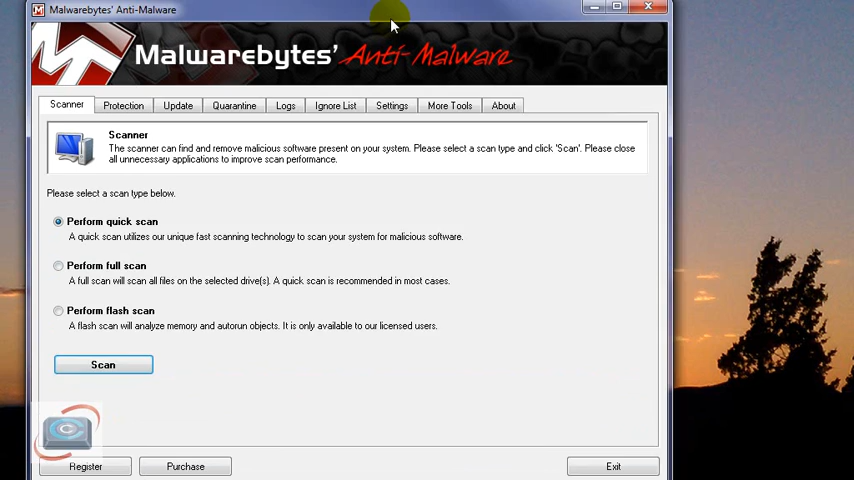 Malwarebytes' Anti-Malware
Malwarebytes' Anti-Malware
Scanner Protection Update Quarantine Logs Ignore List Settings More Tools About
Scanner
The scanner can find and remove malicious software present on your system. Please select a scan type and click 'Scan'. Please close
all unnecessary applications to improve scan performance.
Please select a scan type below.
Perform quick scan
A quick scan utilizes our unique fast scanning technology to scan your system for malicious software.
Perform full scan
A full scan will scan all files on the selected drive(s). A quick scan is recommended in most cases.
Perform flash scan
A flash scan will analyze memory and autorun objects. It is only available to our licensed users.
Scan
Register Purchase Exit